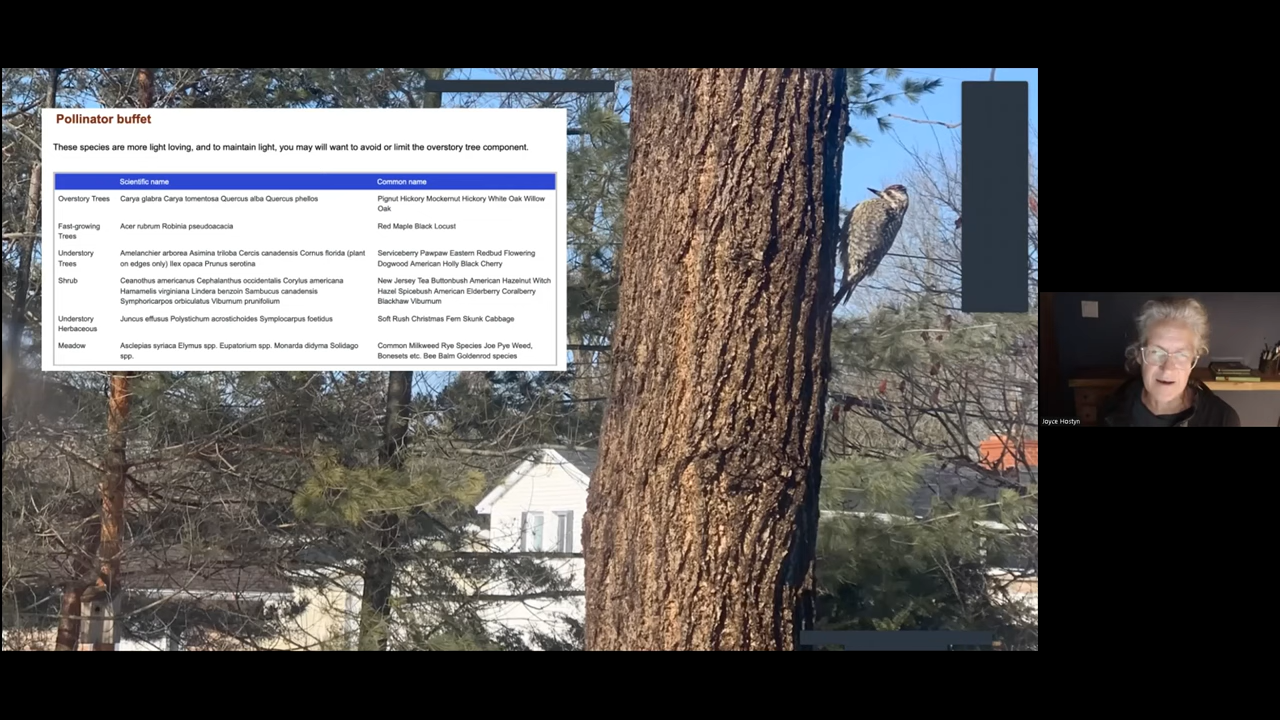 Pollinator buffet
These species are more light loving, and to maintain light, you may will want to avoid or limit the overstory tree component.
Scientific name Common name
Overstory Trees Carya glabra Carya tomentosa Quercus alba Quercus phellos Pignut Hickory Mockernut Hickory White Oak Willow
Oak
Fast-growing Acer rubrum Robinia pseudoacacia Red Maple Black Locust
Trees
Understory Amelanchier arborea Asimina triloba Cercis canadensis Cornus florida (plant Serviceberry Pawpaw Eastern Redbud Flowering
Trees on edges only) Ilex opaca Prunus serotina Dogwood American Holly Black Cherry
Shrub Ceanothus americanus Cephalanthus occidentalis Corylus americana New Jersey Tea Buttonbush American Hazelnut Witch
Hamamelis virginiana Lindera benzoin Sambucus canadensis Hazel Spicebush American Elderberry Coralberry
Symphoricarpos orbiculatus Viburnum prunifolium Blackhaw Viburnum
Understory Juncus effusus Polystichum acrostichoides Symplocarpus foetidus Soft Rush Christmas Fern Skunk Cabbage
Herbaceous
Meadow Asclepias syriaca Elymus spp. Eupatorium spp. Monarda didyma Solidago Common Milkweed Rye Species Joe Pye Weed,
spp. Bonesets etc. Bee Balm Goldenrod species
Joyce Hostyn